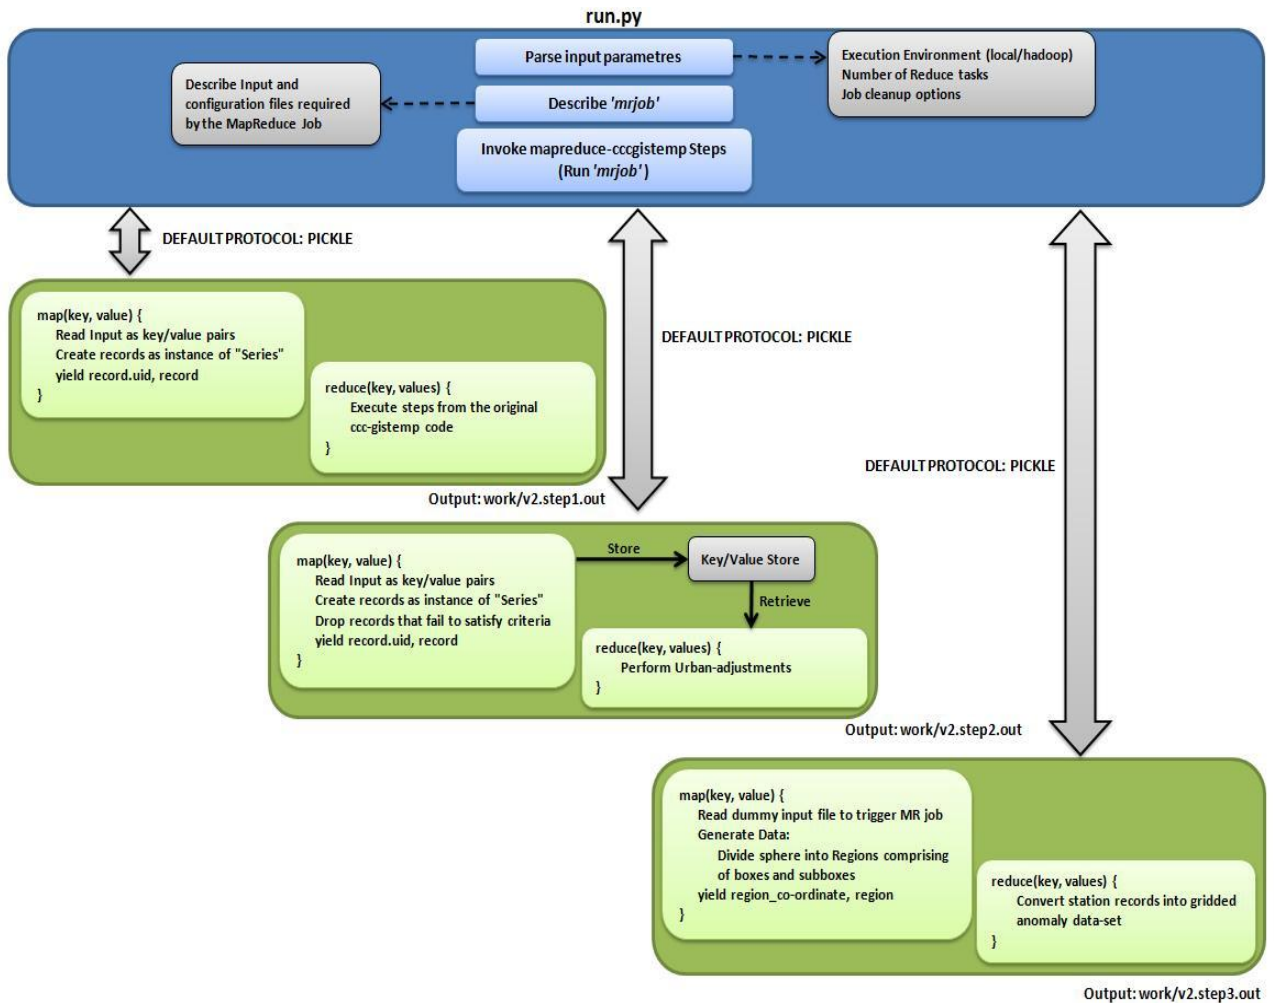 run.py
Parse input parametres
Execution Environment (local/hadoop)
Number of Reduce tasks
Job cleanup options
Describe Input and
configuration files required
by the MapReduce Job
Describe 'mrjob'
Invoke mapreduce-cccgistemp Steps
(Run 'mrjob' )
DEFAULT PROTOCOL: PICKLE
map(key, value) {
Read Input as key/value pairs
Create records as instance of "Series"
yield record.uid, record
}
reduce(key, values) {
Execute steps from the original
ccc-gistemp code
}
Output: work/v2.step1.out
DEFAULT PROTOCOL: PICKLE
map(key, value) {
Read Input as key/value pairs
Create records as instance of "Series"
Drop records that fail to satisfy criteria
yield record.uid, record
}
Store
Key/Value Store
Retrieve
reduce(key, values) {
Perform Urban-adjustments
}
Output: work/v2.step2.out
DEFAULT PROTOCOL: PICKLE
map(key, value) {
Read dummy input file to trigger MR job
Generate Data:
Divide sphere into Regions comprising
of boxes and subboxes
yield region_co-ordinate, region
}
reduce(key, values) {
Convert station records into gridded
anomaly data-set
}
Output: work/v2.step3.out